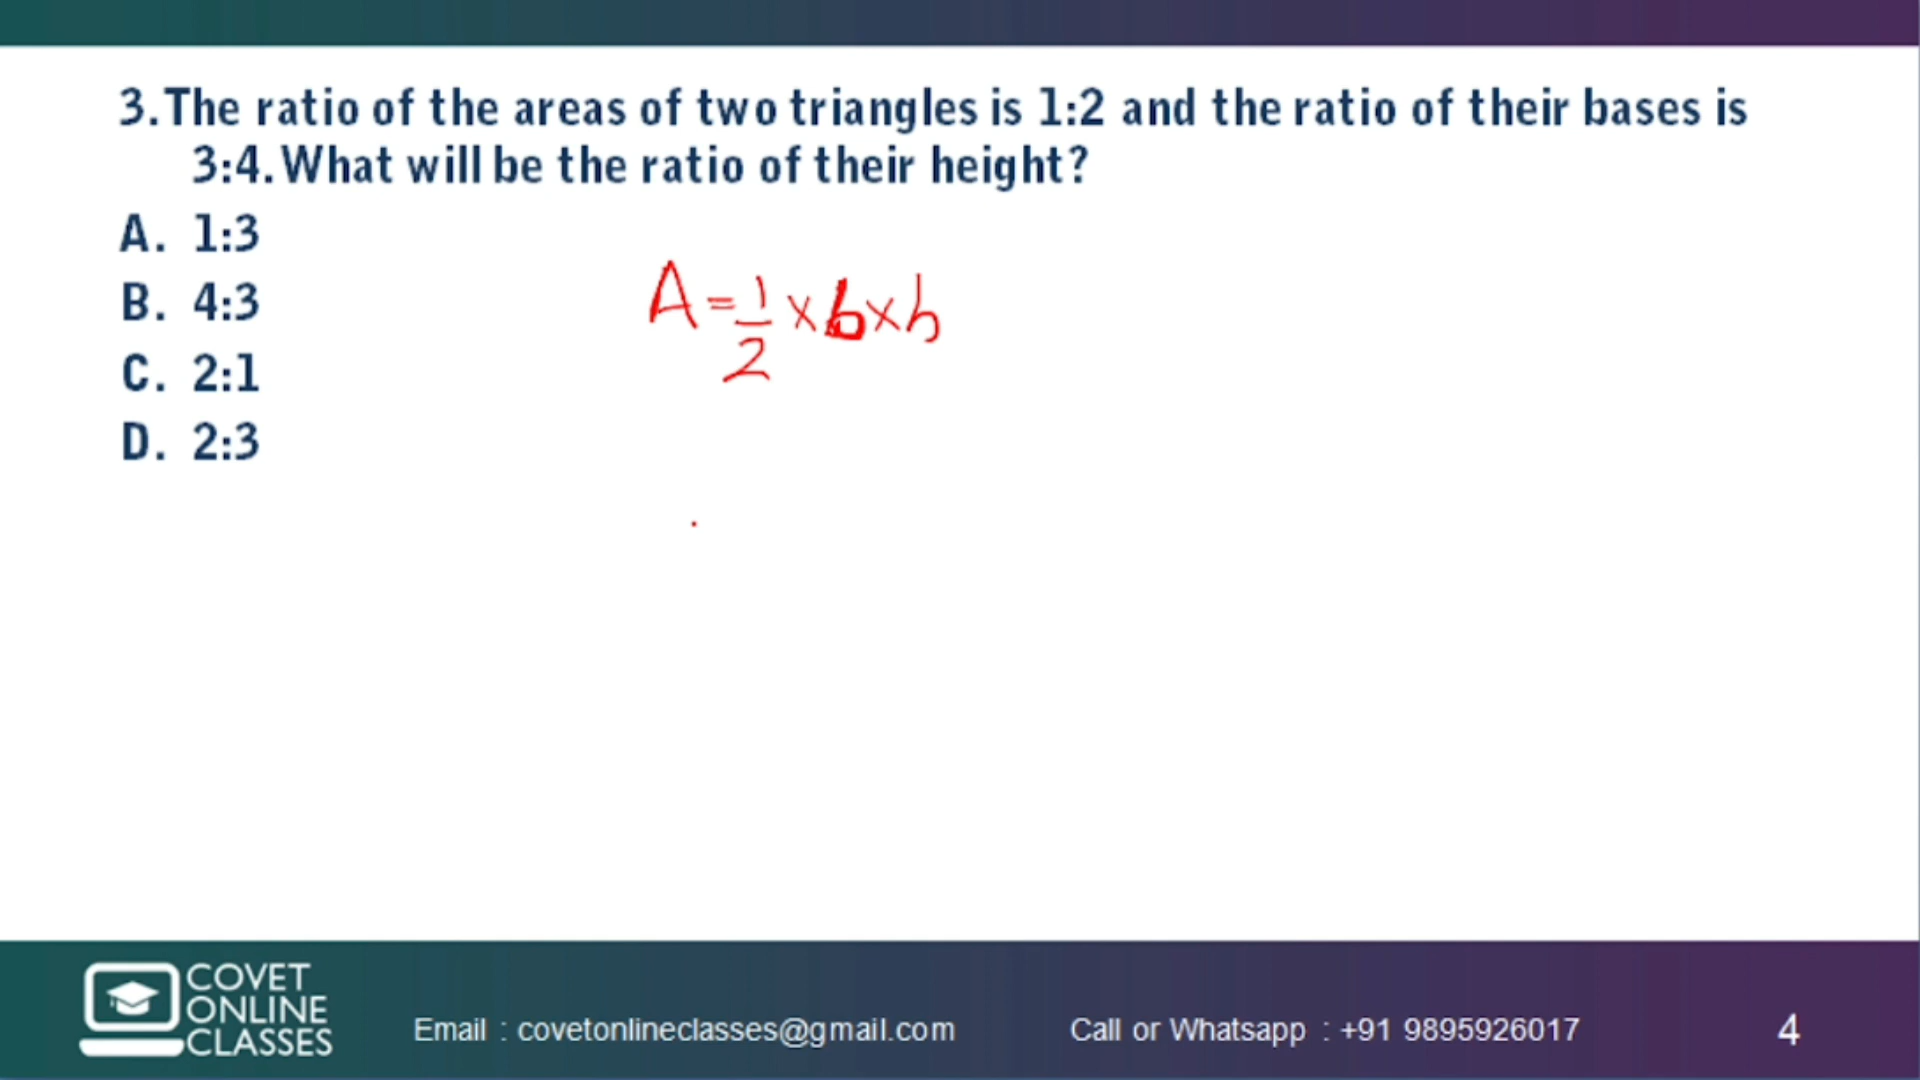 3.The ratio of the areas of two triangles is 1:2 and the ratio of their bases is
3:4.What will be the ratio of their height?
A. 1:3
B. 4:3
C. 2:1
D. 2:3
A = 1/2 × b × h
COVET
ONLINE
CLASSES
Email : covetonlineclasses@gmail.com
Call or Whatsapp : +91 9895926017
4